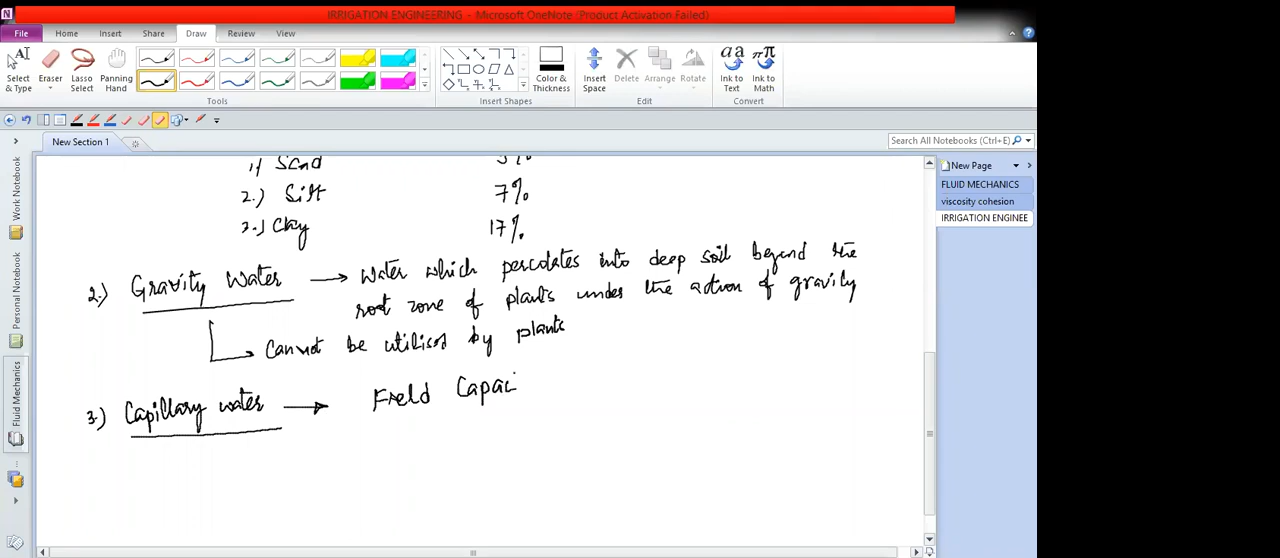 IRRIGATION ENGINEERING - Microsoft OneNote (Product Activation Failed)
File Home Insert Share Draw Review View
Select & Type
Eraser
Lasso Select
Panning Hand
Color & Thickness
Insert Space
Delete
Arrange
Rotate
Ink to Text
Ink to Math
Tools
Insert Shapes
Edit
Convert
New Section 1
Search All Notebooks (Ctrl+E)
New Page
FLUID MECHANICS
viscosity cohesion
IRRIGATION ENGINEE
Work Notebook
Personal Notebook
Fluid Mechanics
1) Sand
2.) Silt 7%
Clay 17%
2.) Gravity Water → Water which percolates into deep soil beyond the
root zone of plants under the action of gravity
Cannot be utilised by plants
3.) Capillary water → Field Capaci